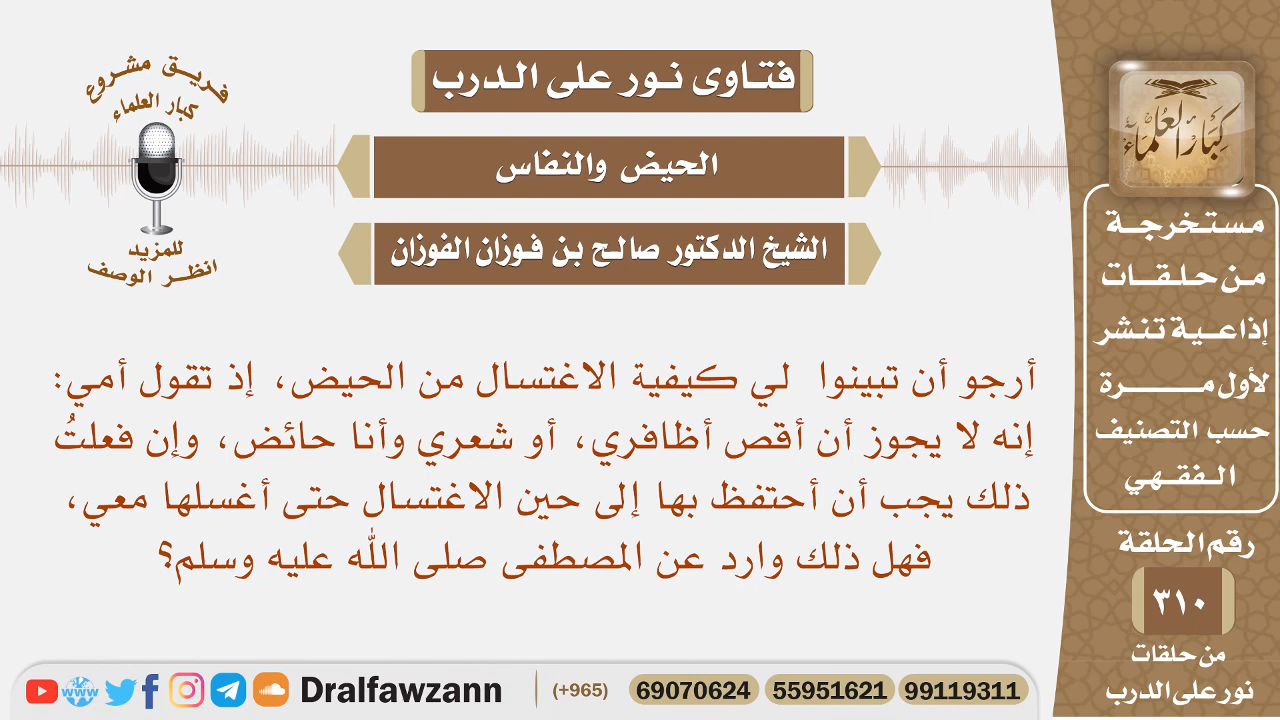 فتاوى نور على الدرب
الحيض والنفاس
الشيخ الدكتور صالح بن فوزان الفوزان
فريق مشروع
كبار العلماء
للمزيد
انظر الوصف
أرجو أن تبينوا لي كيفية الاغتسال من الحيض، إذ تقول أمي:
إنه لا يجوز أن أقص أظافري، أو شعري وأنا حائض، وإن فعلتُ
ذلك يجب أن أحتفظ بها إلى حين الاغتسال حتى أغسلها معي،
فهل ذلك وارد عن المصطفى صلى الله عليه وسلم؟
كِبَارُ العُلَمَاءِ
مستخرجة
من حلقات
إذاعية تنشر
لأول مرة
حسب التصنيف
الفقهي
رقم الحلقة
٣١٠
من حلقات
نور على الدرب
www
Dralfawzann
(+965) 69070624 55951621 99119311